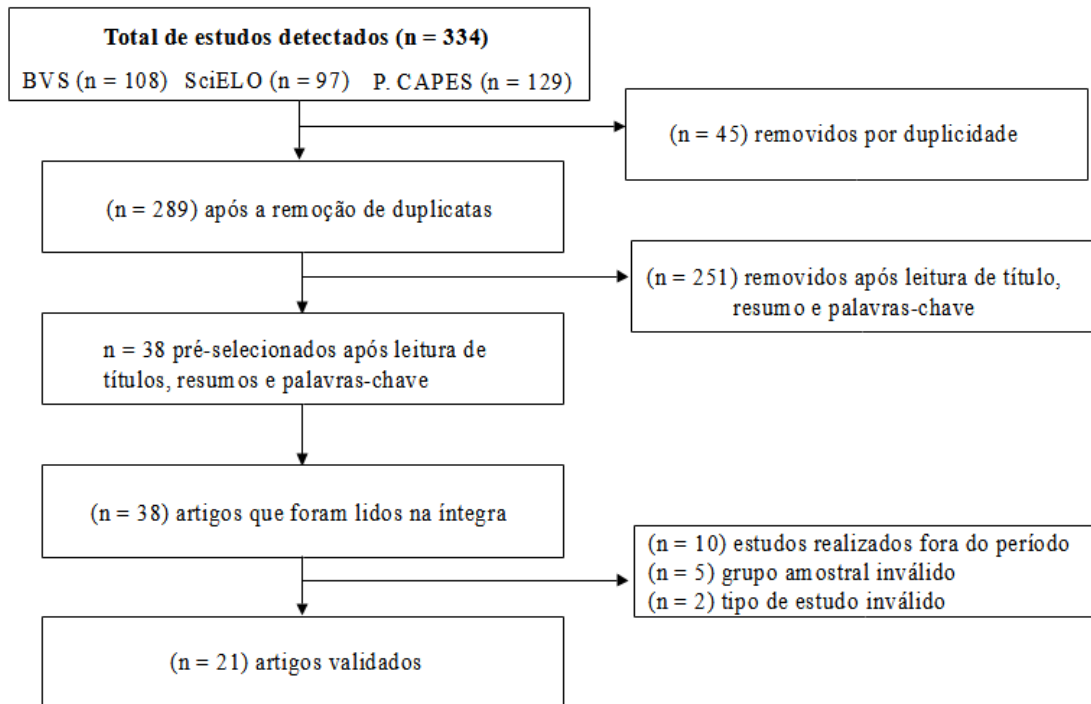 Total de estudos detectados (n = 334)
BVS (n = 108) SciELO (n = 97) P. CAPES (n = 129)
(n = 45) removidos por duplicidade
(n = 289) após a remoção de duplicatas
(n = 251) removidos após leitura de título,
resumo e palavras-chave
n = 38 pré-selecionados após leitura de
títulos, resumos e palavras-chave
(n = 38) artigos que foram lidos na íntegra
(n = 10) estudos realizados fora do período
(n = 5) grupo amostral inválido
(n = 2) tipo de estudo inválido
(n = 21) artigos validados